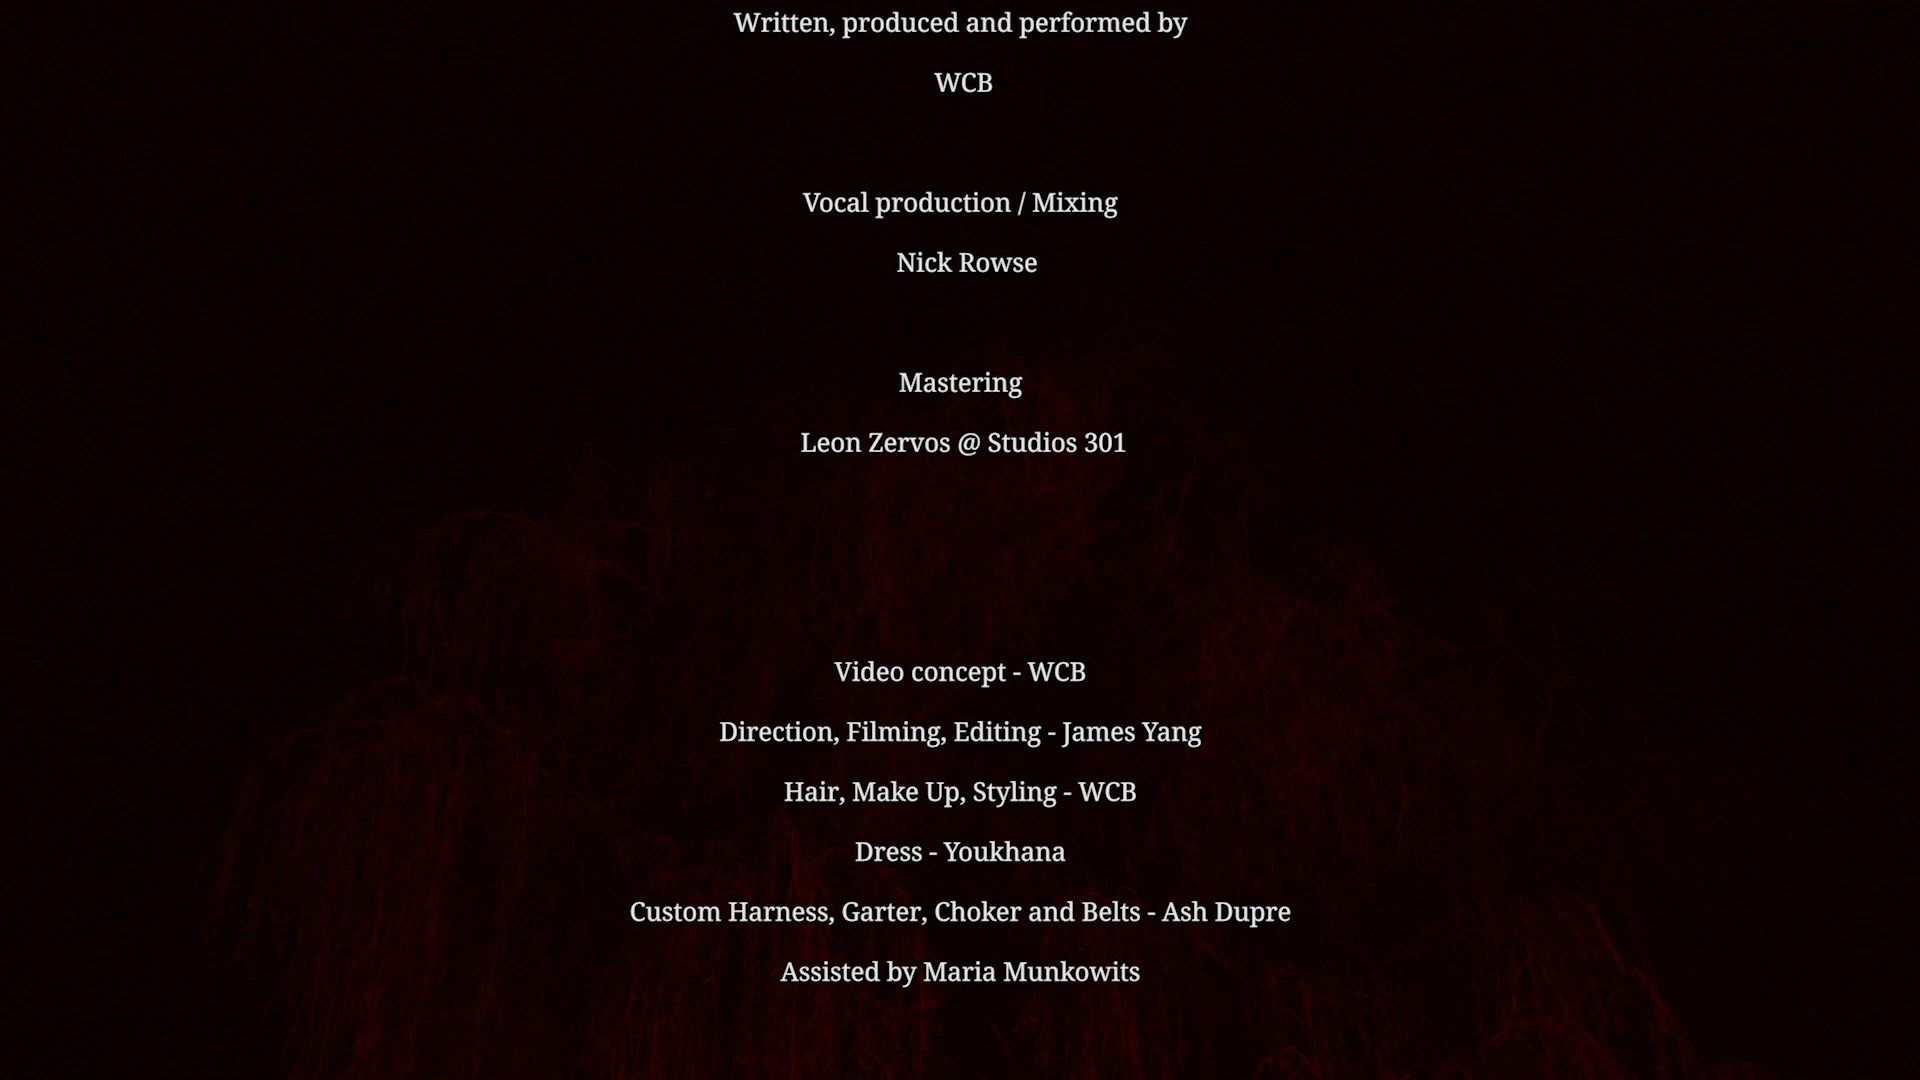 Written, produced and performed by
WCB
Vocal production / Mixing
Nick Rowse
Mastering
Leon Zervos @ Studios 301
Video concept - WCB
Direction, Filming, Editing - James Yang
Hair, Make Up, Styling - WCB
Dress - Youkhana
Custom Harness, Garter, Choker and Belts - Ash Dupre
Assisted by Maria Munkowits